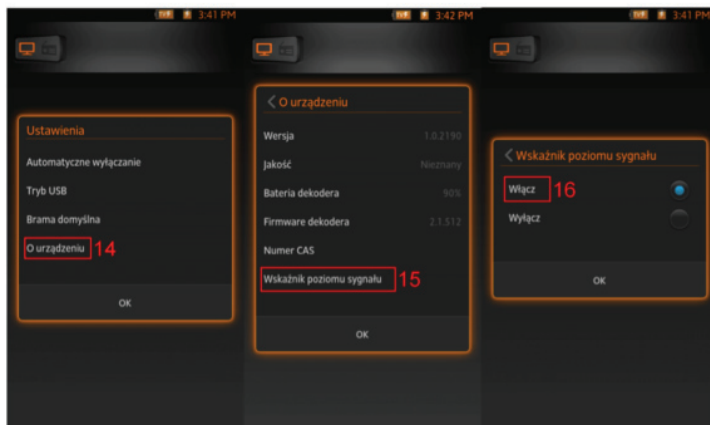 3:41 PM
Ustawienia
Automatyczne wyłączanie
Tryb USB
Brama domyślna
O urządzeniu 14
OK
3:42 PM
O urządzeniu
Wersja 1.0.2190
Jakość Nieznany
Bateria dekodera 90%
Firmware dekodera 2.1.512
Numer CAS
Wskaźnik poziomu sygnału 15
OK
3:41 PM
Wskaźnik poziomu sygnału
Włącz 16
Wyłącz
OK